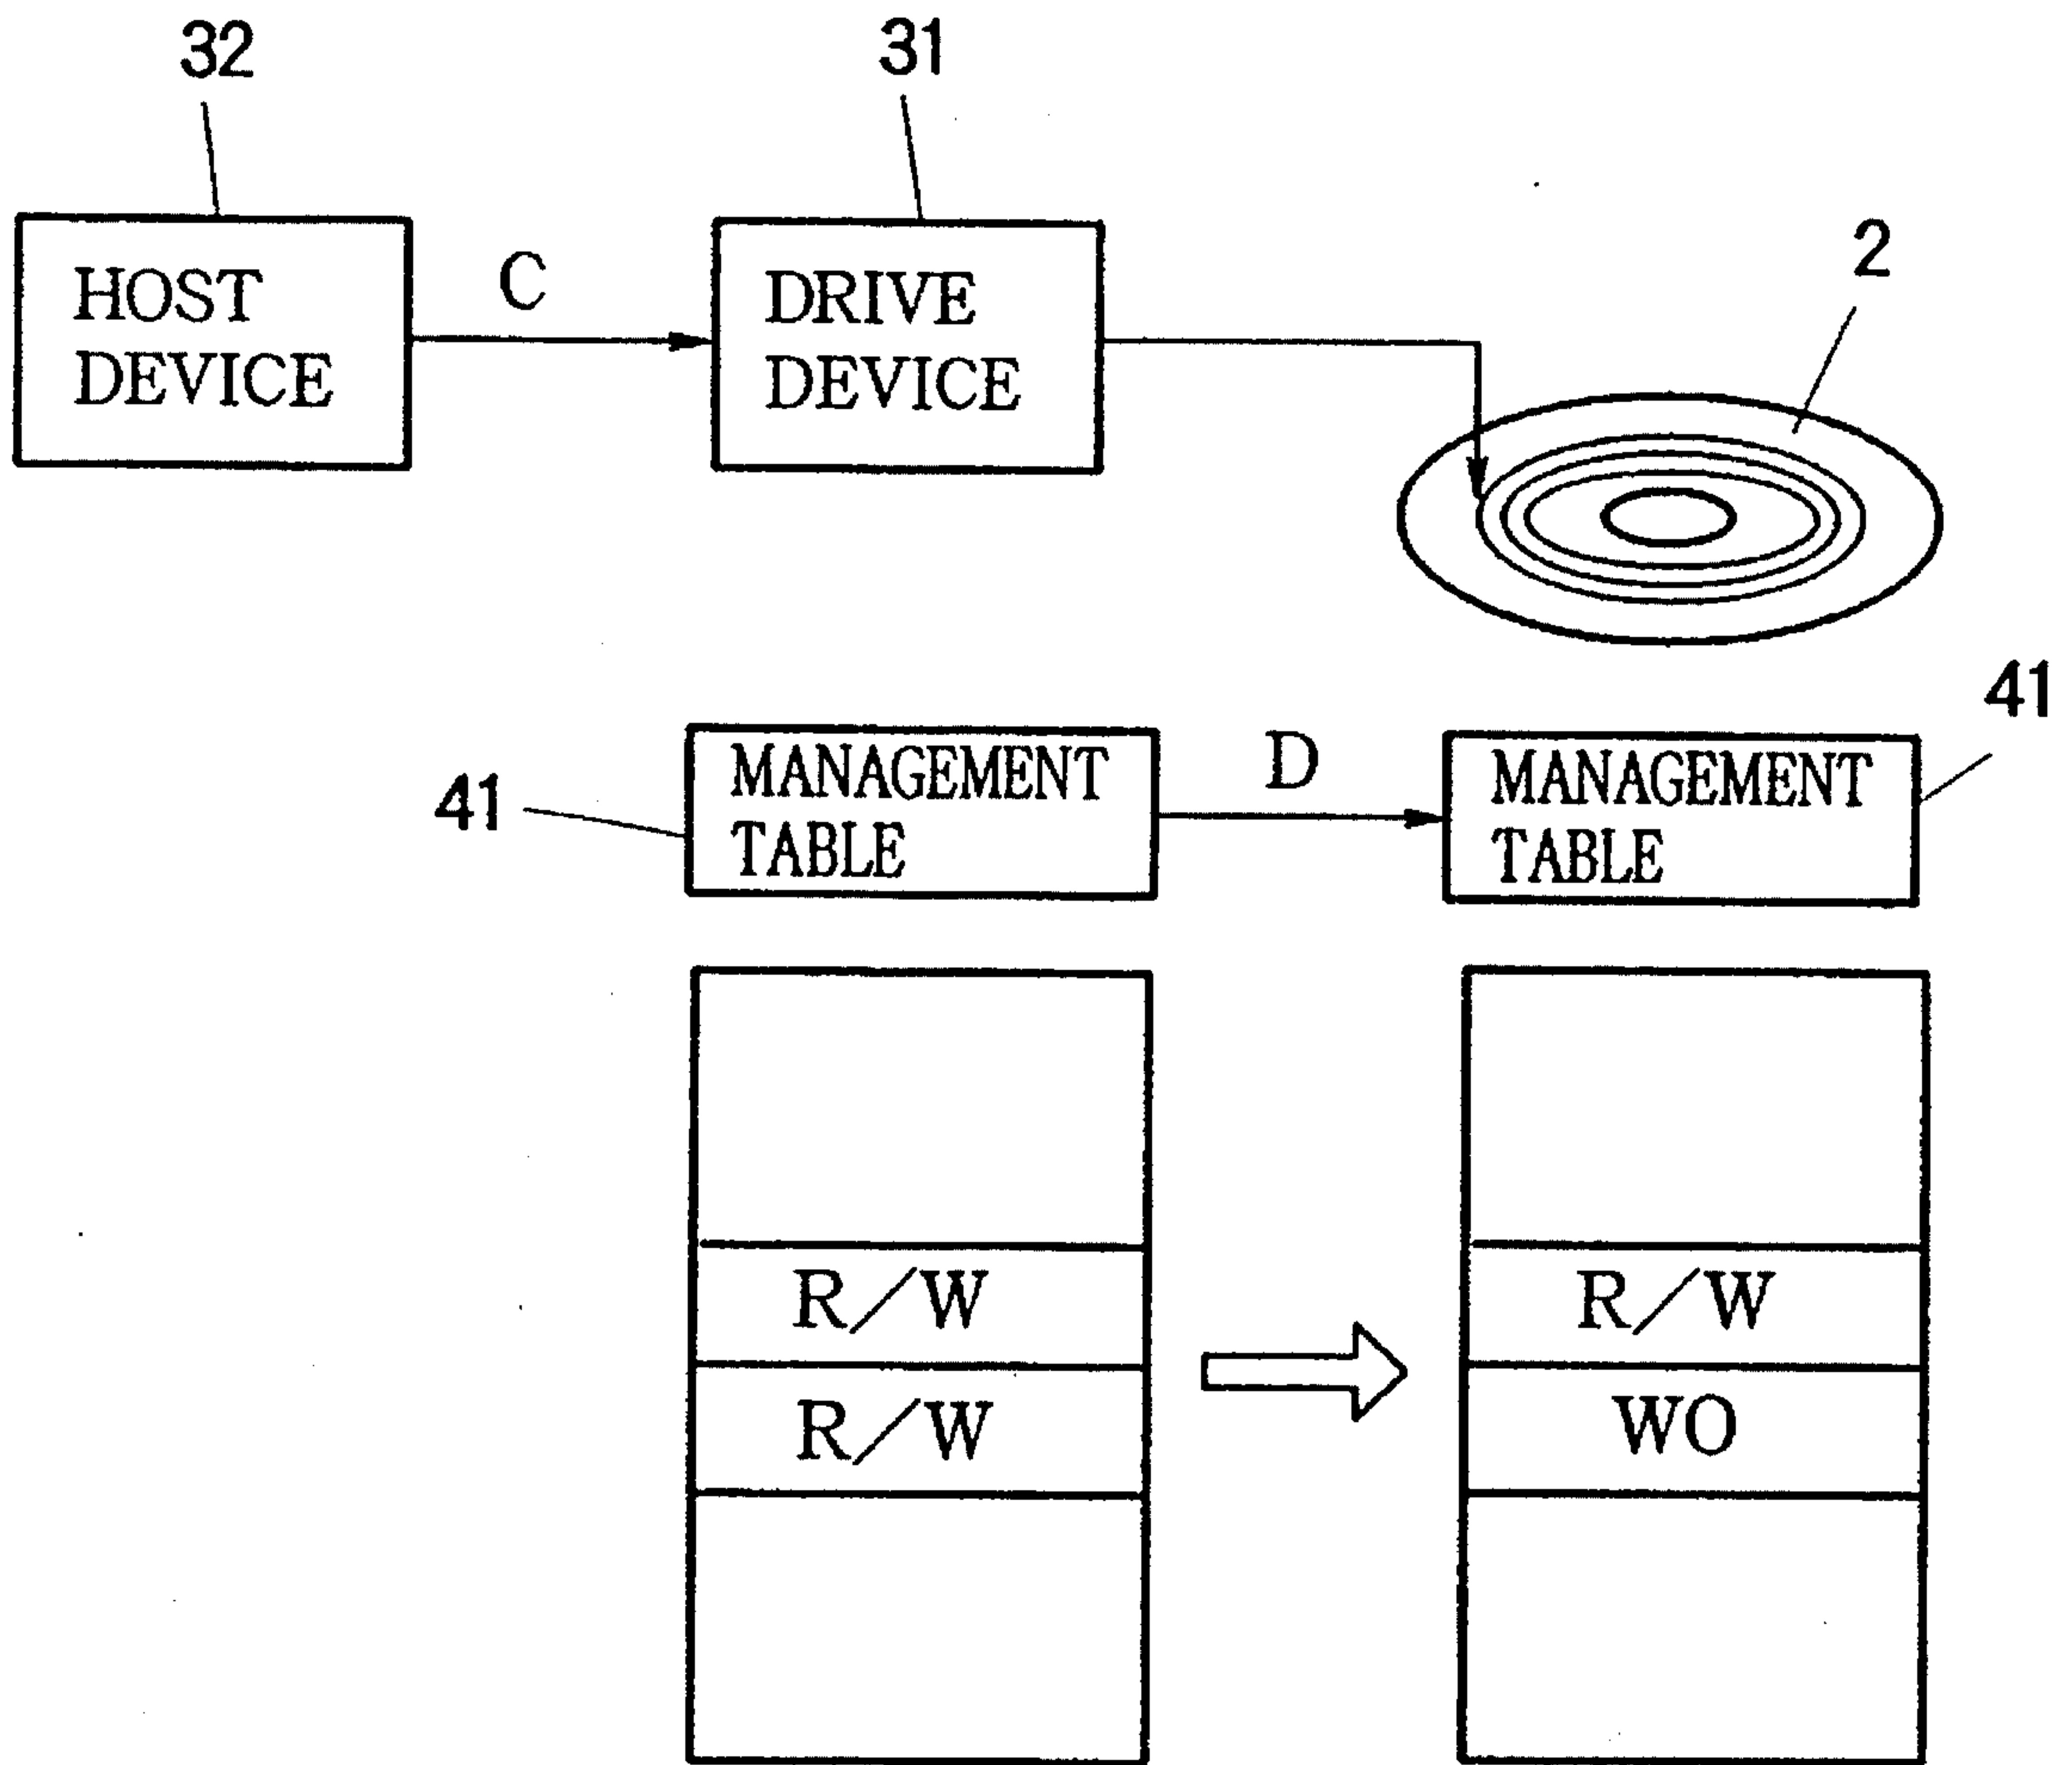 32
31
HOST
DEVICE
C
DRIVE
DEVICE
2
41
MANAGEMENT
TABLE
D
MANAGEMENT
TABLE
41
R/W
R/W
R/W
WO